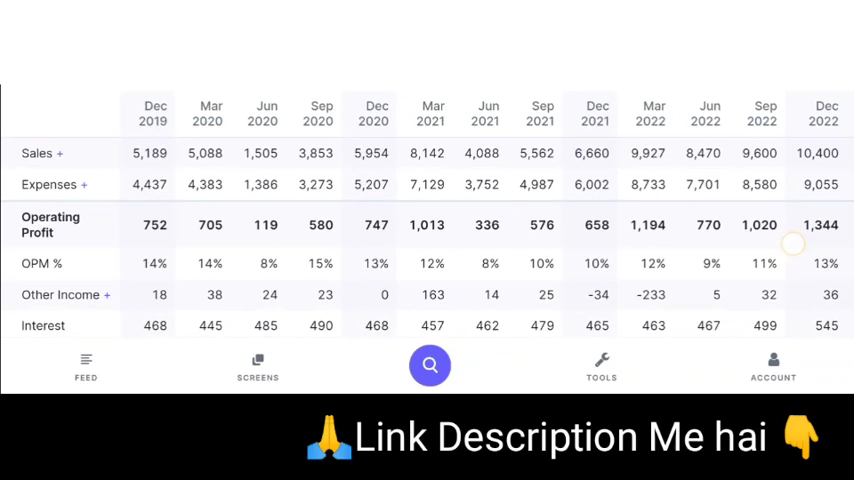 Dec Mar Jun Sep Dec Mar Jun Sep Dec Mar Jun Sep Dec
2019 2020 2020 2020 2020 2021 2021 2021 2021 2022 2022 2022 2022
Sales + 5,189 5,088 1,505 3,853 5,954 8,142 4,088 5,562 6,660 9,927 8,470 9,600 10,400
Expenses + 4,437 4,383 1,386 3,273 5,207 7,129 3,752 4,987 6,002 8,733 7,701 8,580 9,055
Operating
Profit 752 705 119 580 747 1,013 336 576 658 1,194 770 1,020 1,344
OPM % 14% 14% 8% 15% 13% 12% 8% 10% 10% 12% 9% 11% 13%
Other Income + 18 38 24 23 0 163 14 25 -34 -233 5 32 36
Interest 468 445 485 490 468 457 462 479 465 463 467 499 545
FEED SCREENS TOOLS ACCOUNT
🙏Link Description Me hai 👇